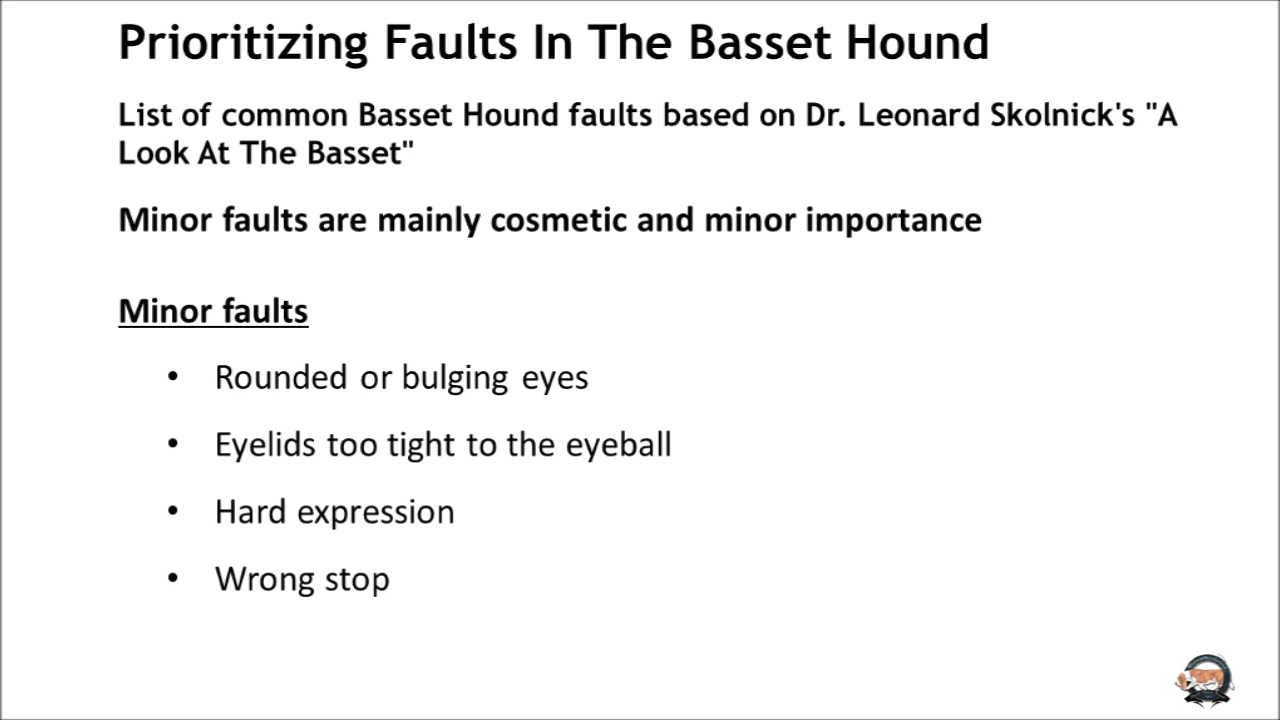 Prioritizing Faults In The Basset Hound
List of common Basset Hound faults based on Dr. Leonard Skolnick's "A
Look At The Basset"
Minor faults are mainly cosmetic and minor importance
Minor faults
• Rounded or bulging eyes
• Eyelids too tight to the eyeball
• Hard expression
• Wrong stop